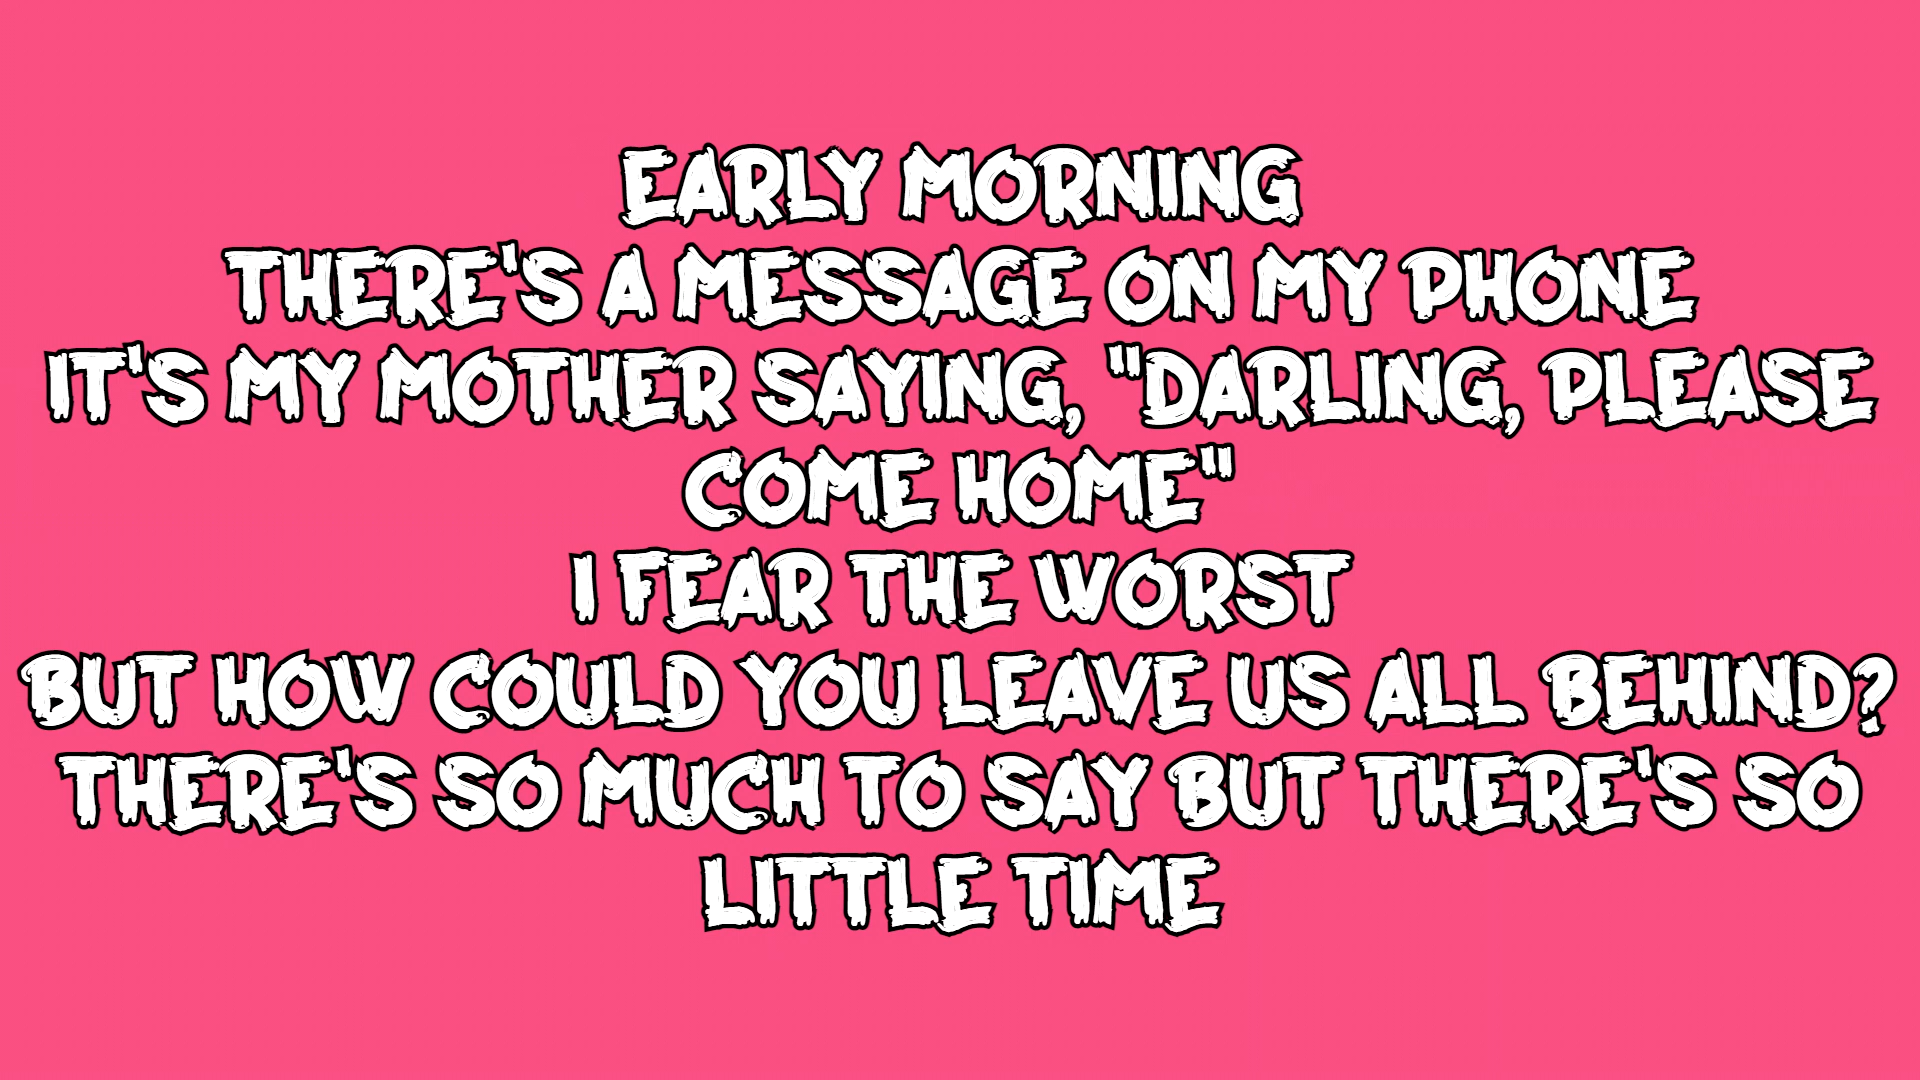 EARLY MORNING
THERE'S A MESSAGE ON MY PHONE
IT'S MY MOTHER SAYING, "DARLING, PLEASE
COME HOME"
I FEAR THE WORST
BUT HOW COULD YOU LEAVE US ALL BEHIND?
THERE'S SO MUCH TO SAY BUT THERE'S SO
LITTLE TIME